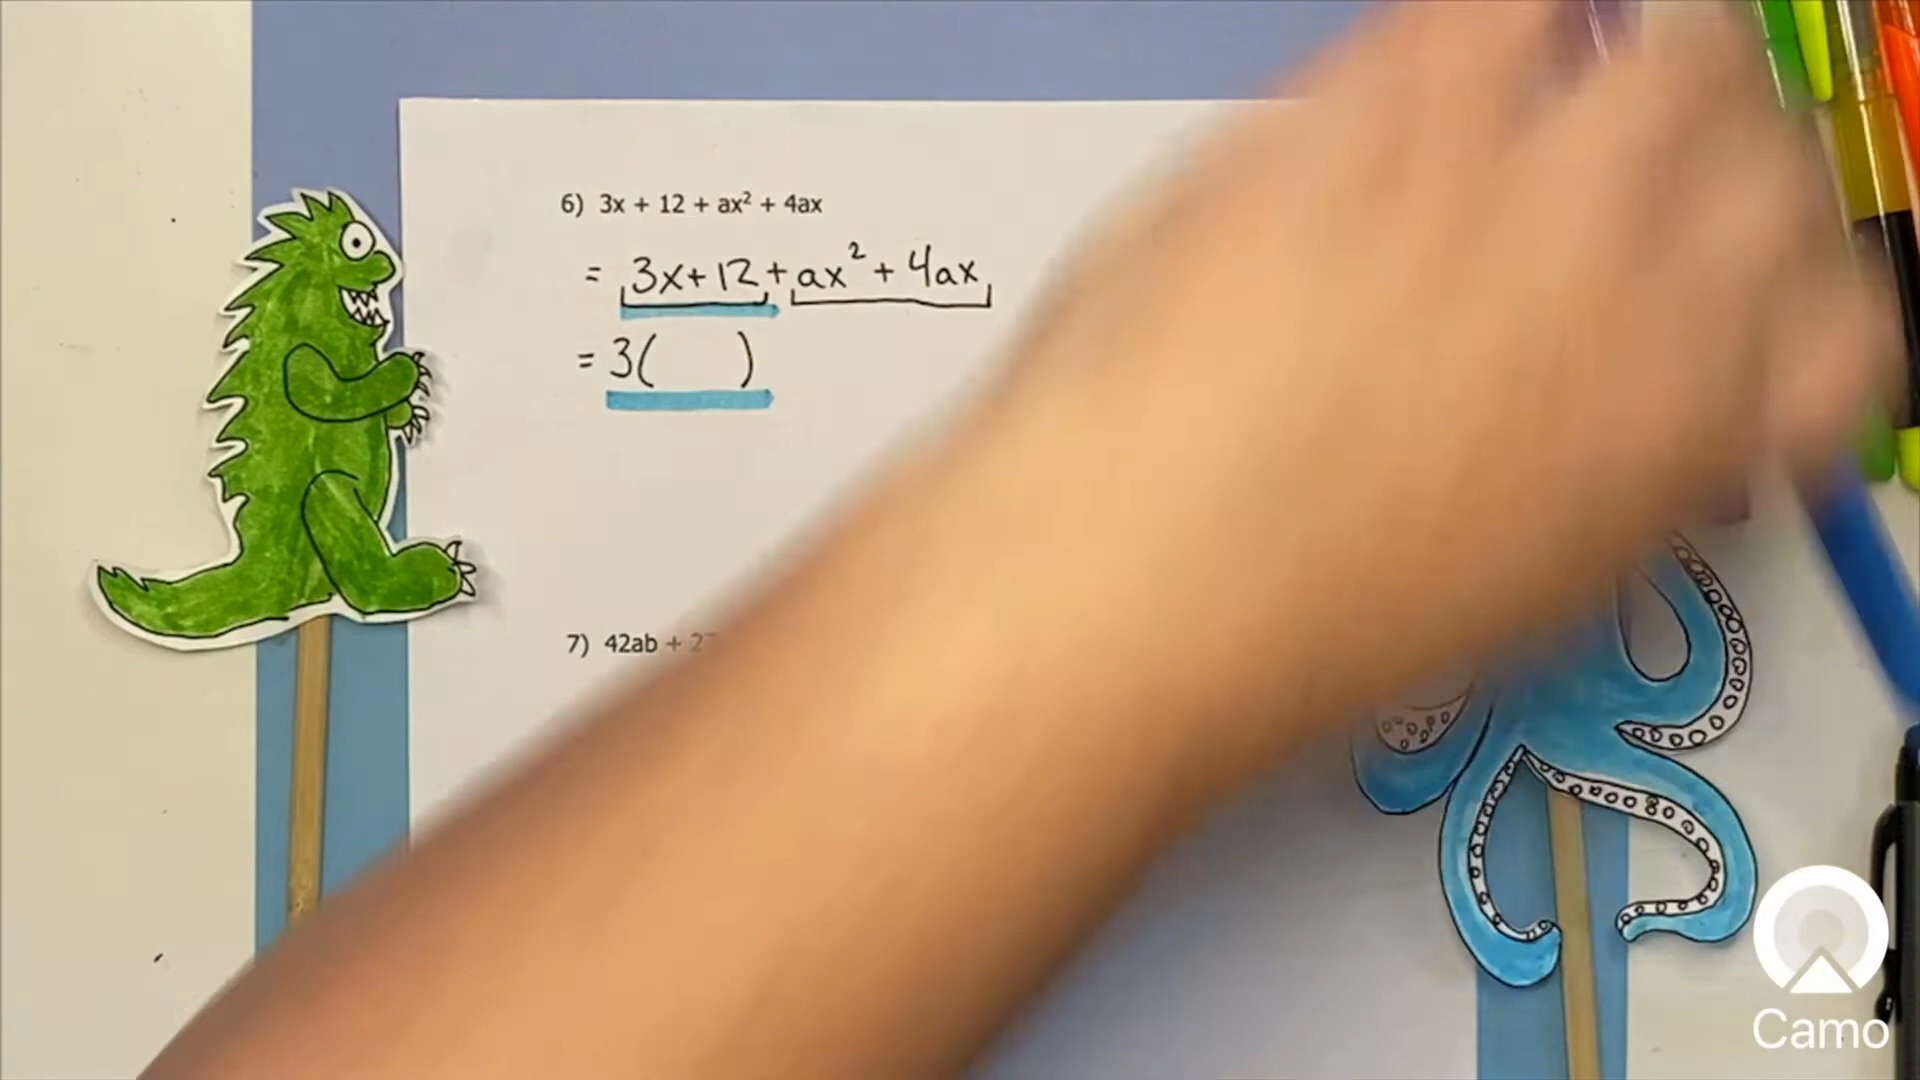 6) 3x + 12 + ax² + 4ax
= 3x + 12 + ax² + 4ax
= 3( )
7) 42ab +
Camo